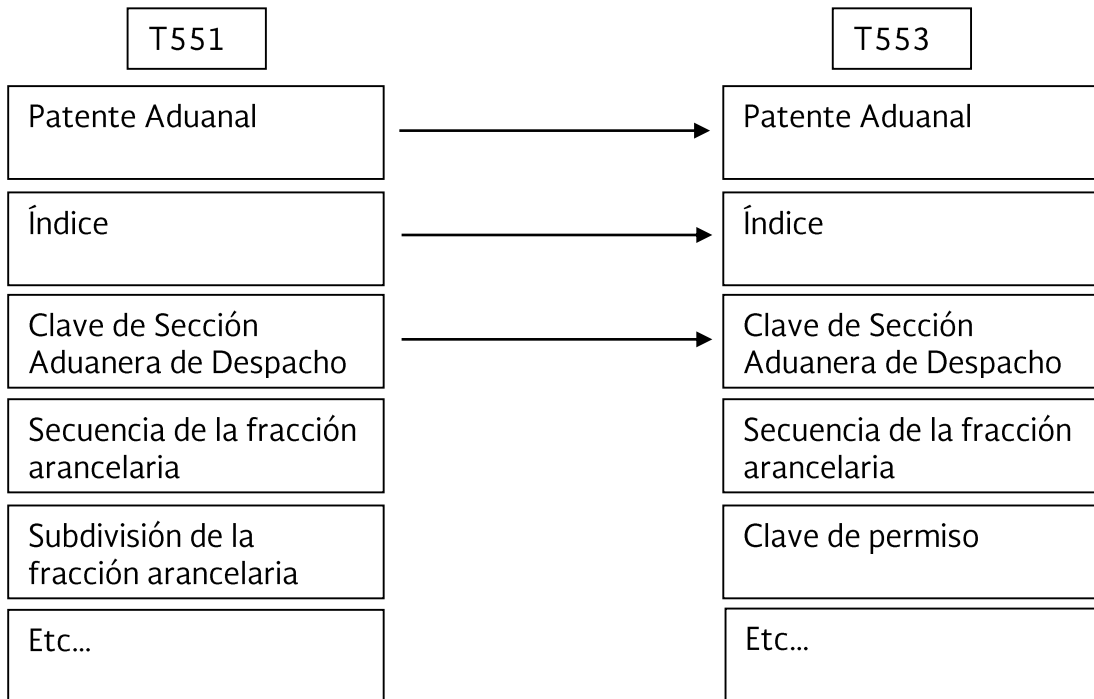 T551
T553
Patente Aduanal
Patente Aduanal
Índice
Índice
Clave de Sección
Aduanera de Despacho
Clave de Sección
Aduanera de Despacho
Secuencia de la fracción
arancelaria
Secuencia de la fracción
arancelaria
Subdivisión de la
fracción arancelaria
Clave de permiso
Etc...
Etc...